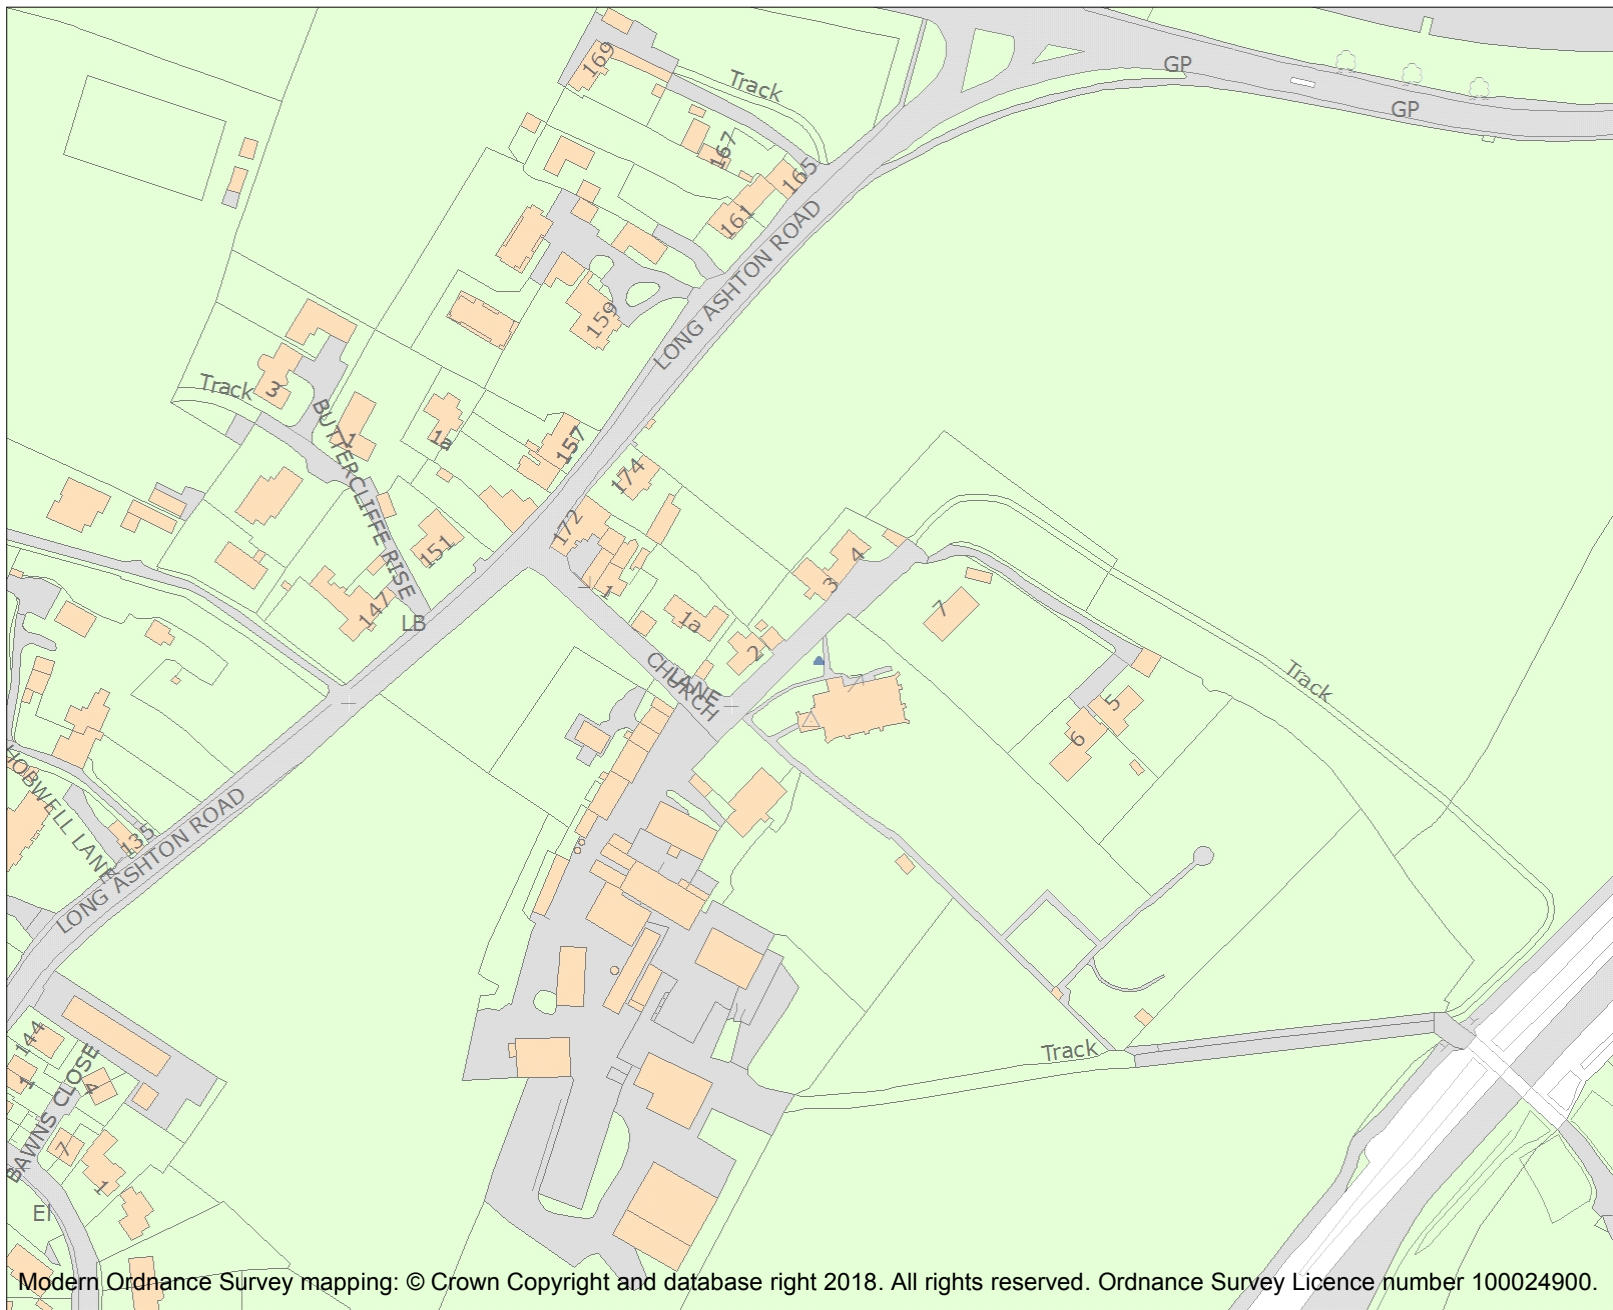 169
Track
GP
GP
167
165
161
LONG ASHTON ROAD
159
Track
3
1
1a
BUTTERCLIFFE RISE
157
174
172
151
147
LB
1
1a
2
3
4
7
CHURCH
LANE
5
6
Track
HOBWELL LANE
135
LONG ASHTON ROAD
144
1
4
BAWNS CLOSE
7
1
El
Track
Modern Ordnance Survey mapping: © Crown Copyright and database right 2018. All rights reserved. Ordnance Survey Licence number 100024900.